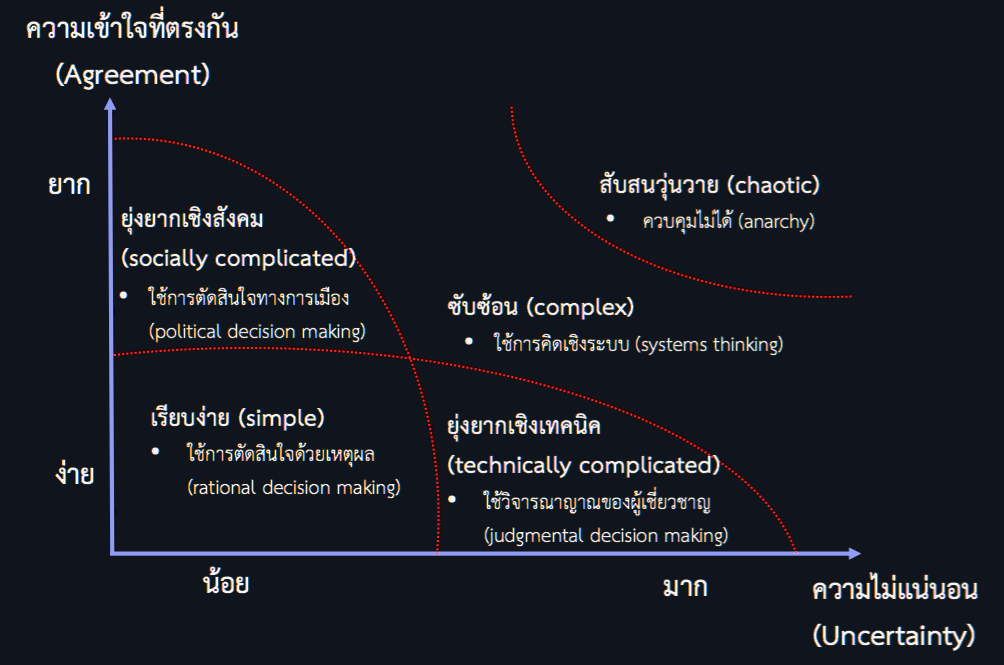 ความเข้าใจที่ตรงกัน
(Agreement)
ยาก
สับสนวุ่นวาย (chaotic)
• ควบคุมไม่ได้ (anarchy)
ยุ่งยากเชิงสังคม
(socially complicated)
• ใช้การตัดสินใจทางการเมือง
(political decision making)
ซับซ้อน (complex)
• ใช้การคิดเชิงระบบ (systems thinking)
เรียบง่าย (simple)
• ใช้การตัดสินใจด้วยเหตุผล
(rational decision making)
ยุ่งยากเชิงเทคนิค
(technically complicated)
• ใช้วิจารณาญาณของผู้เชี่ยวชาญ
(judgmental decision making)
ง่าย
น้อย
มาก
ความไม่แน่นอน
(Uncertainty)